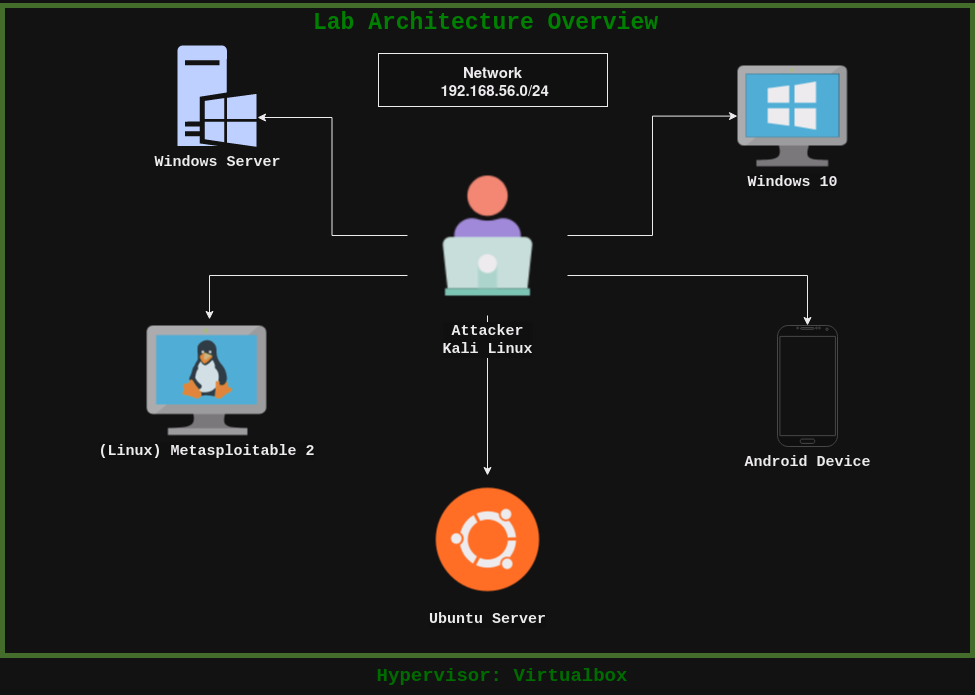 Lab Architecture Overview
Network
192.168.56.0/24
Windows Server
Windows 10
Attacker
Kali Linux
(Linux) Metasploitable 2
Android Device
Ubuntu Server
Hypervisor: Virtualbox